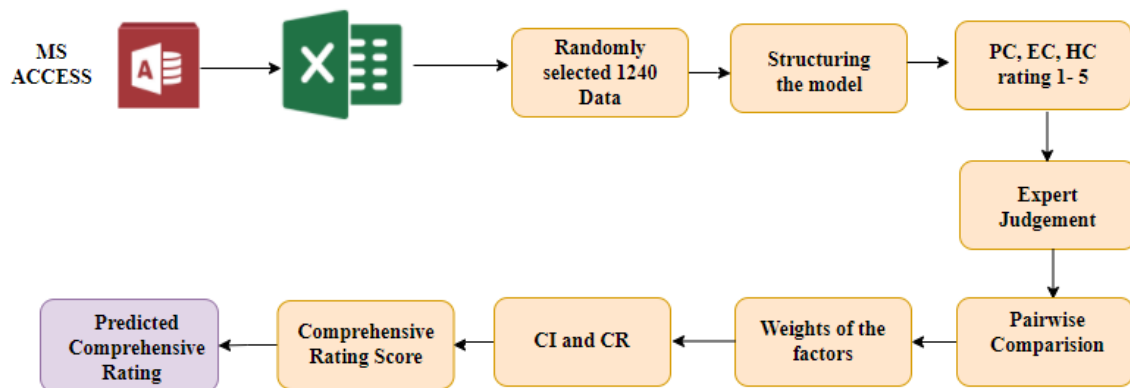 MS
ACCESS
A
X
Randomly
selected 1240
Data
Structuring
the model
PC, EC, HC
rating 1- 5
Expert
Judgement
Pairwise
Comparision
Weights of the
factors
CI and CR
Comprehensive
Rating Score
Predicted
Comprehensive
Rating